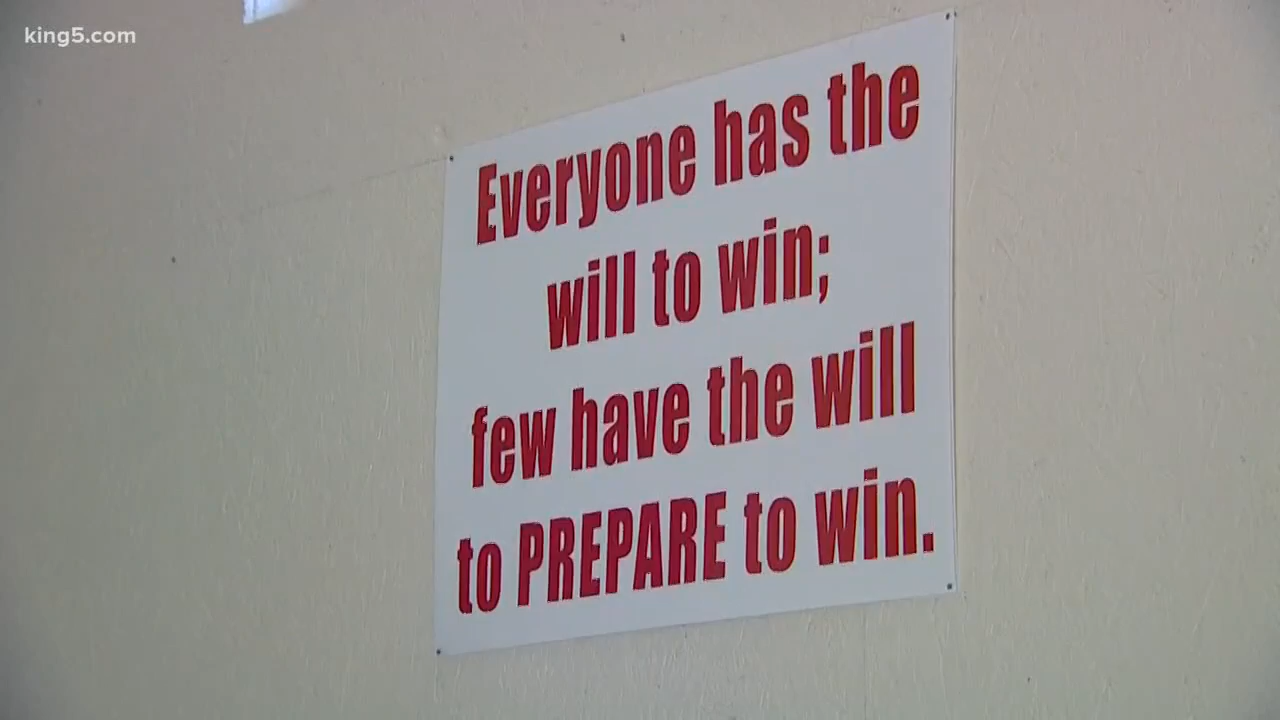 king5.com
Everyone has the
will to win;
few have the will
to PREPARE to win.